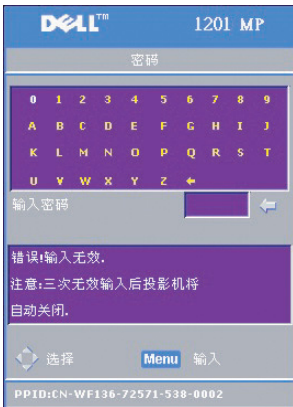 DELL™ 1201 MP
密码
0 1 2 3 4 5 6 7 8 9
A B C D E F G H I J
K L M N O P Q R S T
U V W X Y Z ←
输入密码
错误!输入无效.
注意:三次无效输入后投影机将
自动关闭.
选择 Menu 输入
PPID:CN-WF136-72571-538-0002